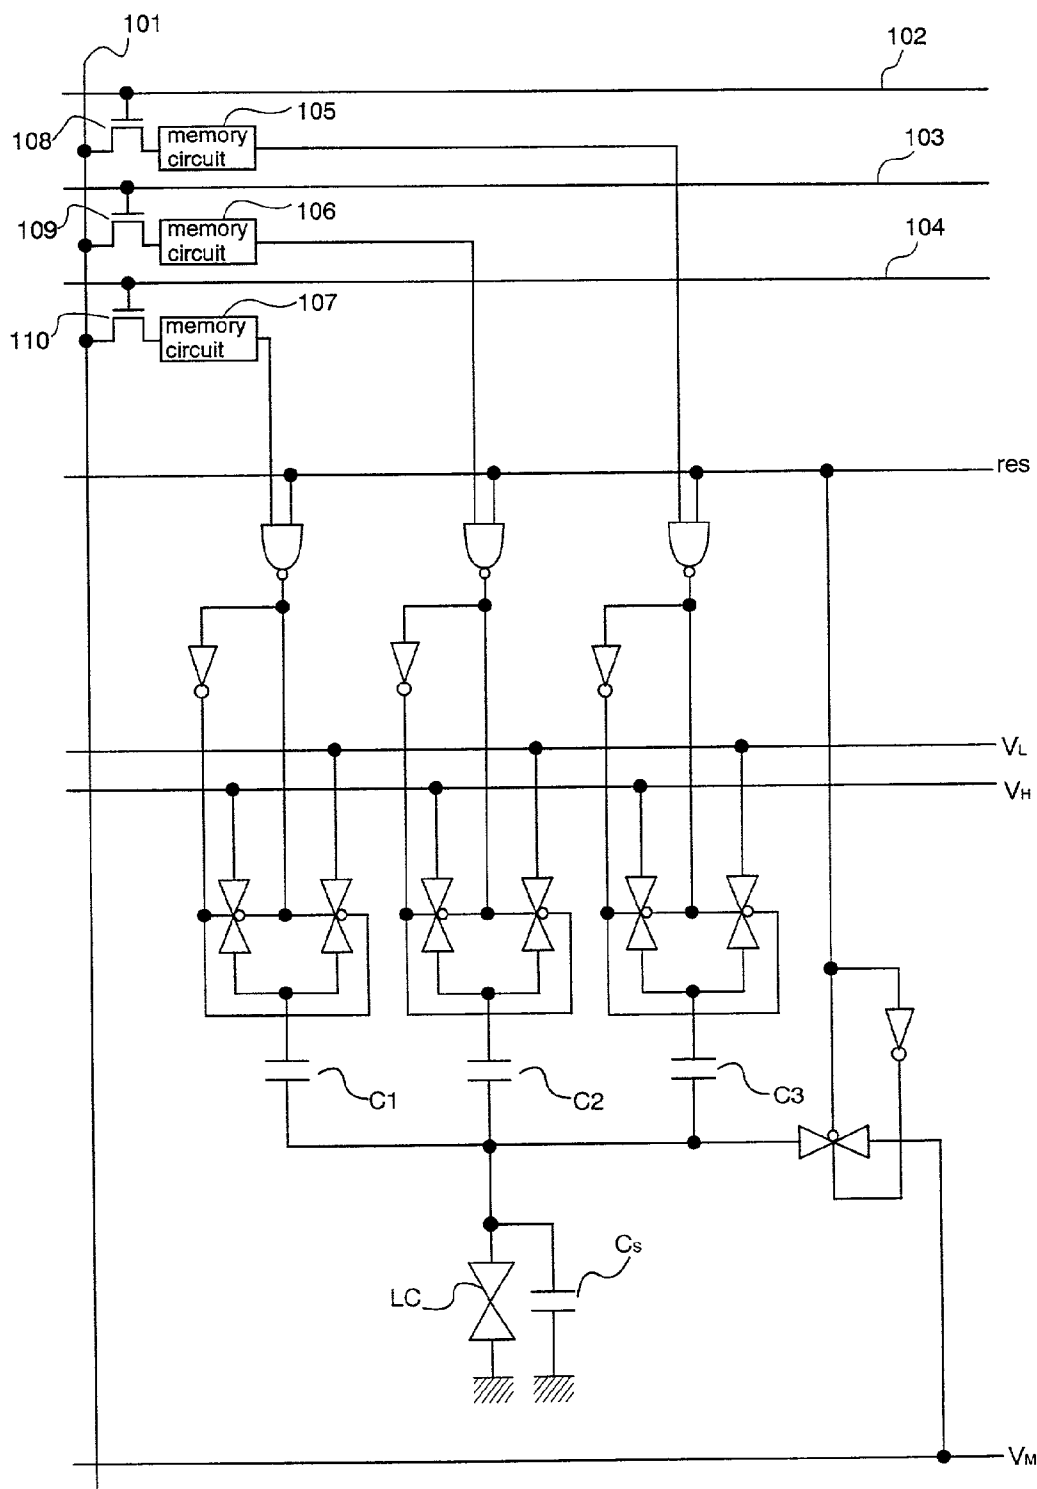 101
102
105
108
memory
circuit
103
106
109
memory
circuit
104
107
110
memory
circuit
res
VL
VH
C1
C2
C3
Cs
LC
VM